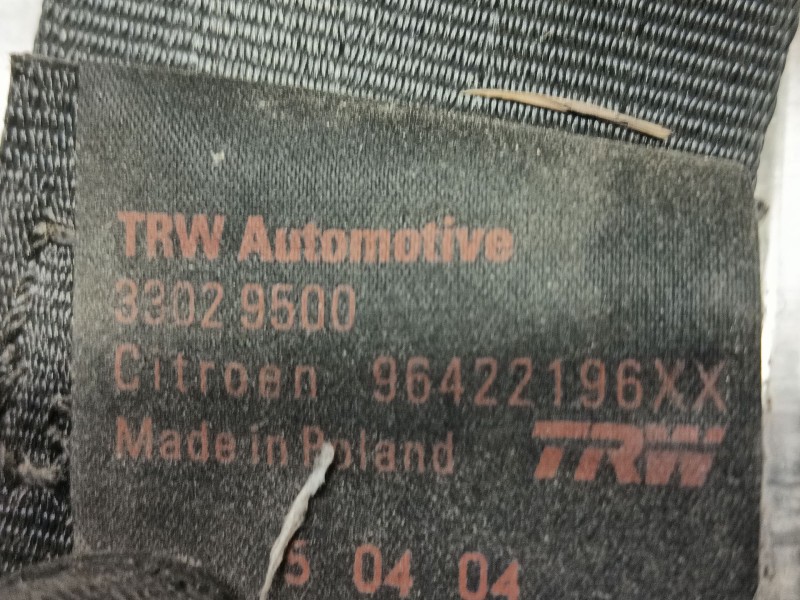 TRW Automotive
3302 9500
Citroen 96422196XX
Made in Poland TRW
5 04 04